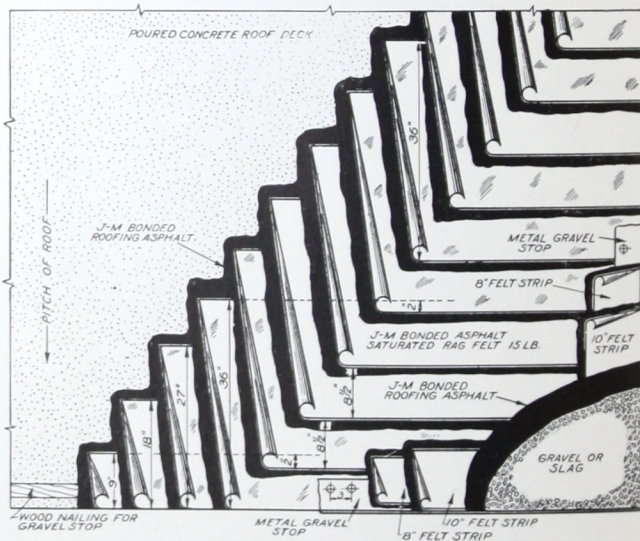 POURED CONCRETE ROOF DECK
36"
PITCH OF ROOF
J-M BONDED
ROOFING ASPHALT
METAL GRAVEL
STOP
8" FELT STRIP
2"
10" FELT
STRIP
J-M BONDED ASPHALT
SATURATED RAG FELT 15 LB.
36"
27"
8½"
J-M BONDED
ROOFING ASPHALT
18"
8½"
GRAVEL OR
SLAG
9"
2"
WOOD NAILING FOR
GRAVEL STOP
METAL GRAVEL
STOP
8" FELT STRIP
10" FELT STRIP